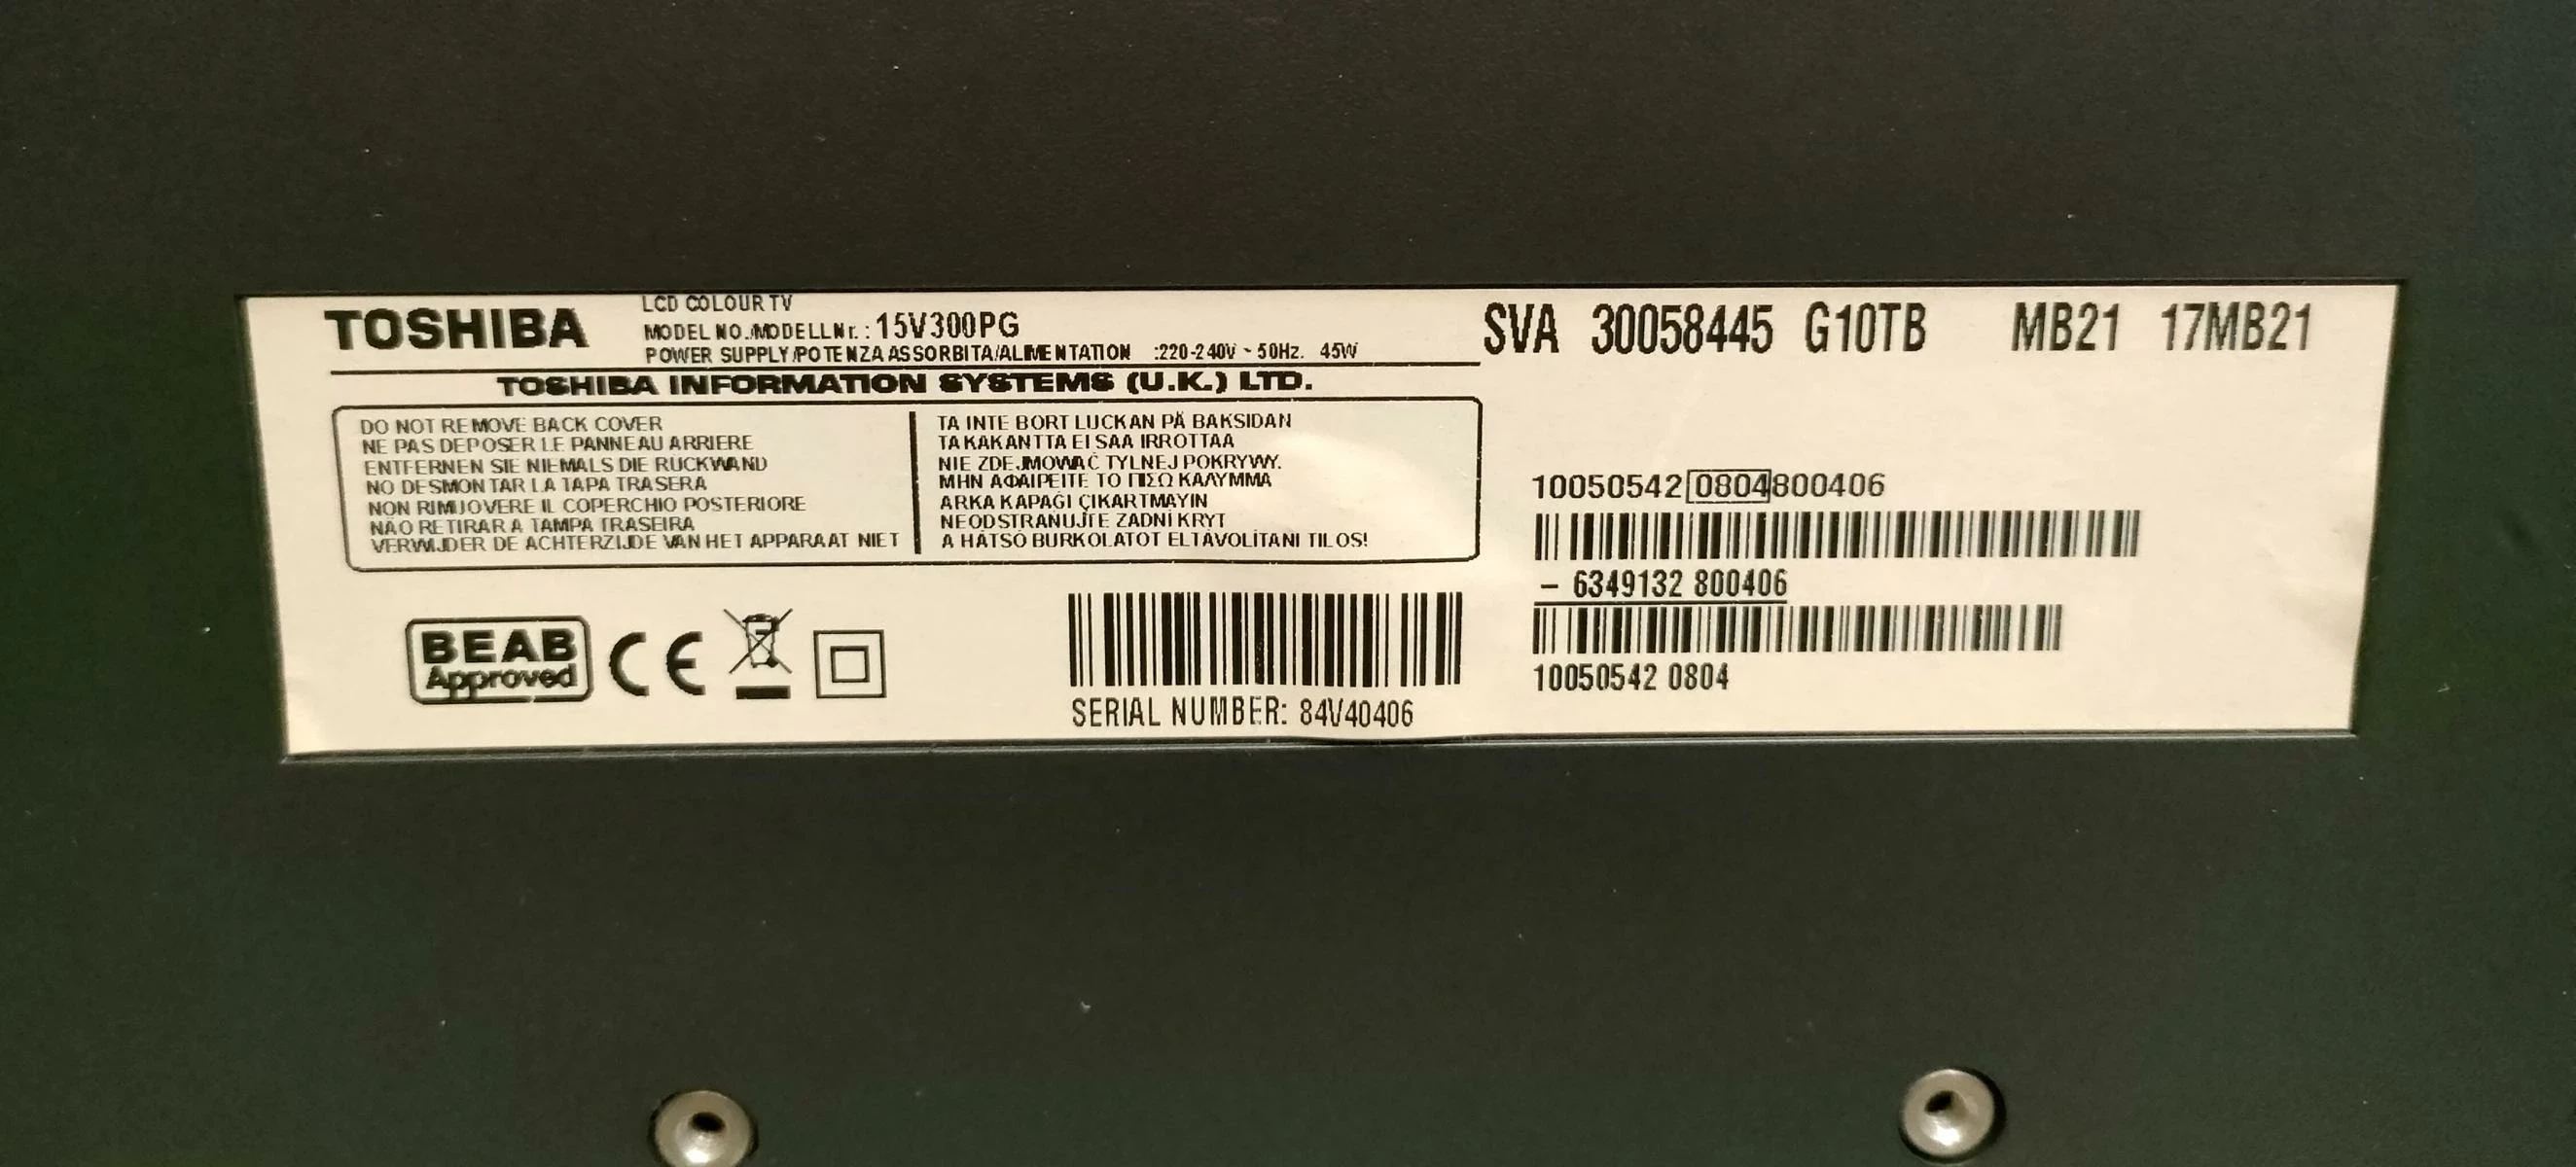 TOSHIBA
LCD COLOUR TV
MODEL NO./MODELLNr.: 15V300PG
POWER SUPPLY/POTENZA ASSORBITA/ALIMENTATION :220-240V ~ 50Hz. 45W
TOSHIBA INFORMATION SYSTEMS (U.K.) LTD.
DO NOT REMOVE BACK COVER
NE PAS DEPOSER LE PANNEAU ARRIERE
ENTFERNEN SIE NIEMALS DIE RUCKWAND
NO DESMONTAR LA TAPA TRASERA
NON RIMUOVERE IL COPERCHIO POSTERIORE
NÃO RETIRAR A TAMPA TRASEIRA
VERWIJDER DE ACHTERZIJDE VAN HET APPARAAT NIET
TA INTE BORT LUCKAN PÅ BAKSIDAN
TAKAKANTTA EI SAA IRROTTAA
NIE ZDEJMOWAĆ TYLNEJ POKRYWY.
ΜΗΝ ΑΦΑΙΡΕΙΤΕ ΤΟ ΠΙΣΩ ΚΑΛΥΜΜΑ
ARKA KAPAĞI ÇIKARTMAYIN
NEODSTRANUJTE ZADNÍ KRYT
A HÁTSÓ BURKOLATOT ELTÁVOLÍTANI TILOS!
BEAB
Approved
CE
SERIAL NUMBER: 84V40406
SVA 30058445 G10TB MB21 17MB21
10050542 0804 800406
- 6349132 800406
10050542 0804